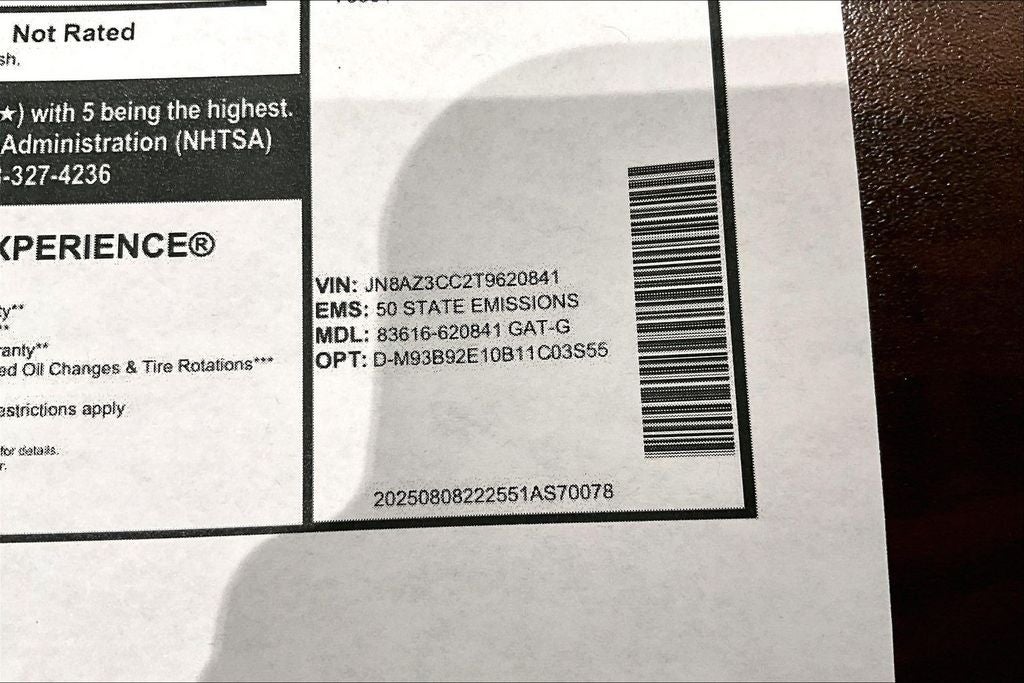 Not Rated
sh.
★) with 5 being the highest.
Administration (NHTSA)
-327-4236
XPERIENCE®
ty**
**
ranty**
ed Oil Changes & Tire Rotations***
estrictions apply
for details.
r.
VIN: JN8AZ3CC2T9620841
EMS: 50 STATE EMISSIONS
MDL: 83616-620841 GAT-G
OPT: D-M93B92E10B11C03S55
20250808222551AS70078